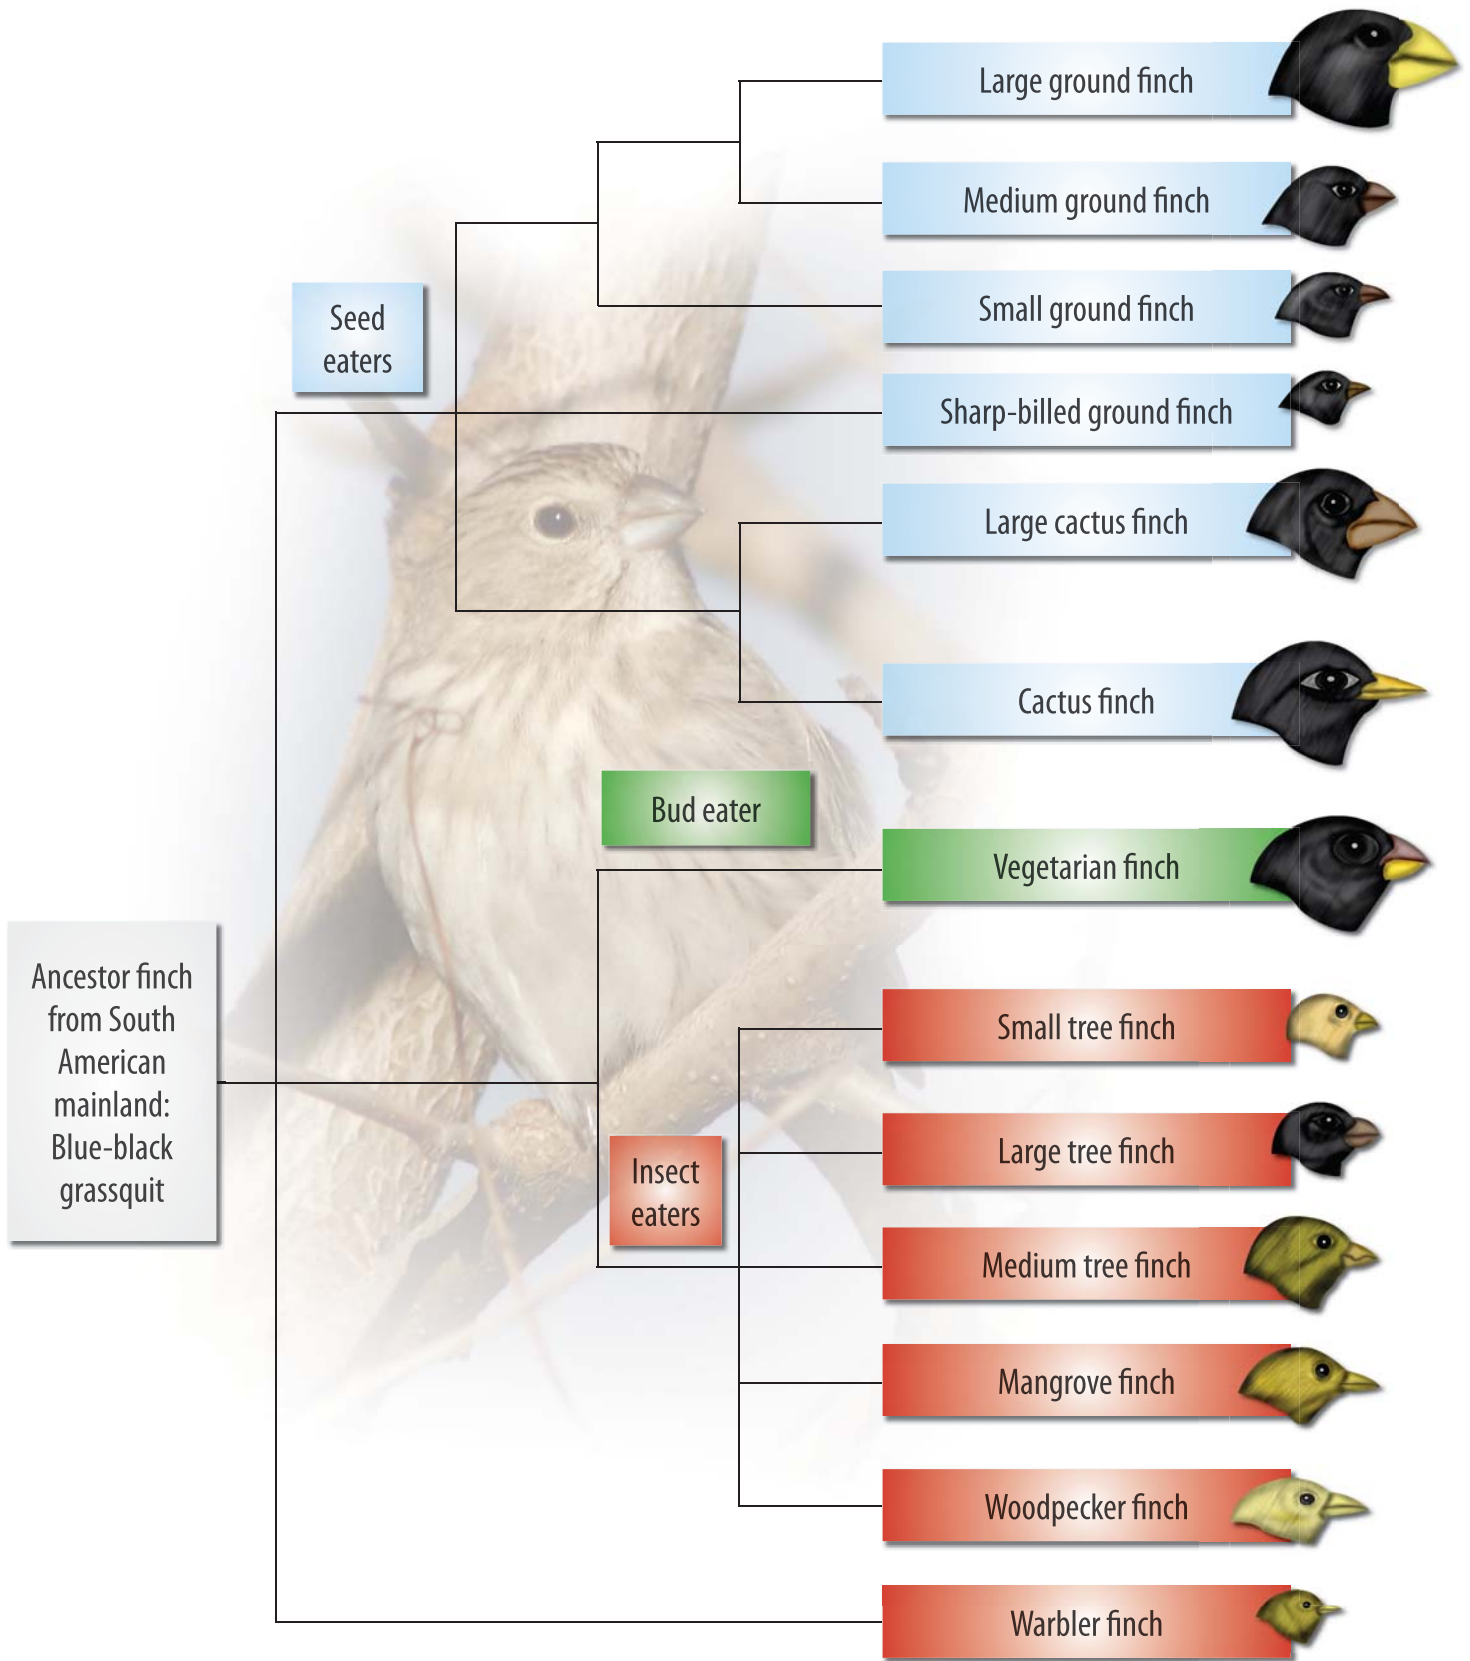 Large ground finch
Medium ground finch
Small ground finch
Seed
eaters
Sharp-billed ground finch
Large cactus finch
Cactus finch
Bud eater
Vegetarian finch
Ancestor finch
from South
American
mainland:
Blue-black
grassquit
Small tree finch
Large tree finch
Insect
eaters
Medium tree finch
Mangrove finch
Woodpecker finch
Warbler finch